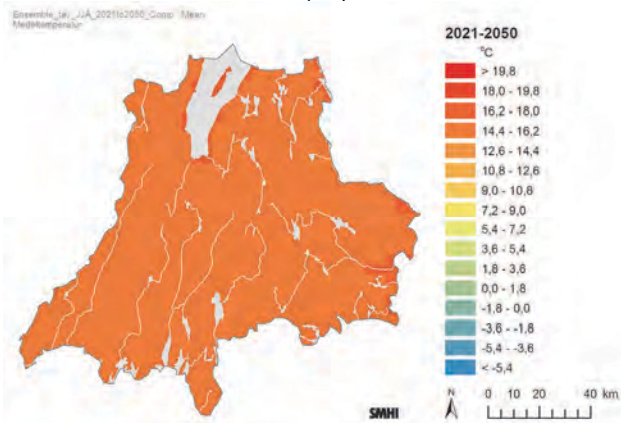 Medeltemperatur
2021-2050
°C
> 19,8
18,0 - 19,8
16,2 - 18,0
14,4 - 16,2
12,6 - 14,4
10,8 - 12,6
9,0 - 10,8
7,2 - 9,0
5,4 - 7,2
3,6 - 5,4
1,8 - 3,6
0,0 - 1,8
-1,8 - 0,0
-3,6 - -1,8
-5,4 - -3,6
< -5,4
N
SMHI
0 5 10 20 30 40 km